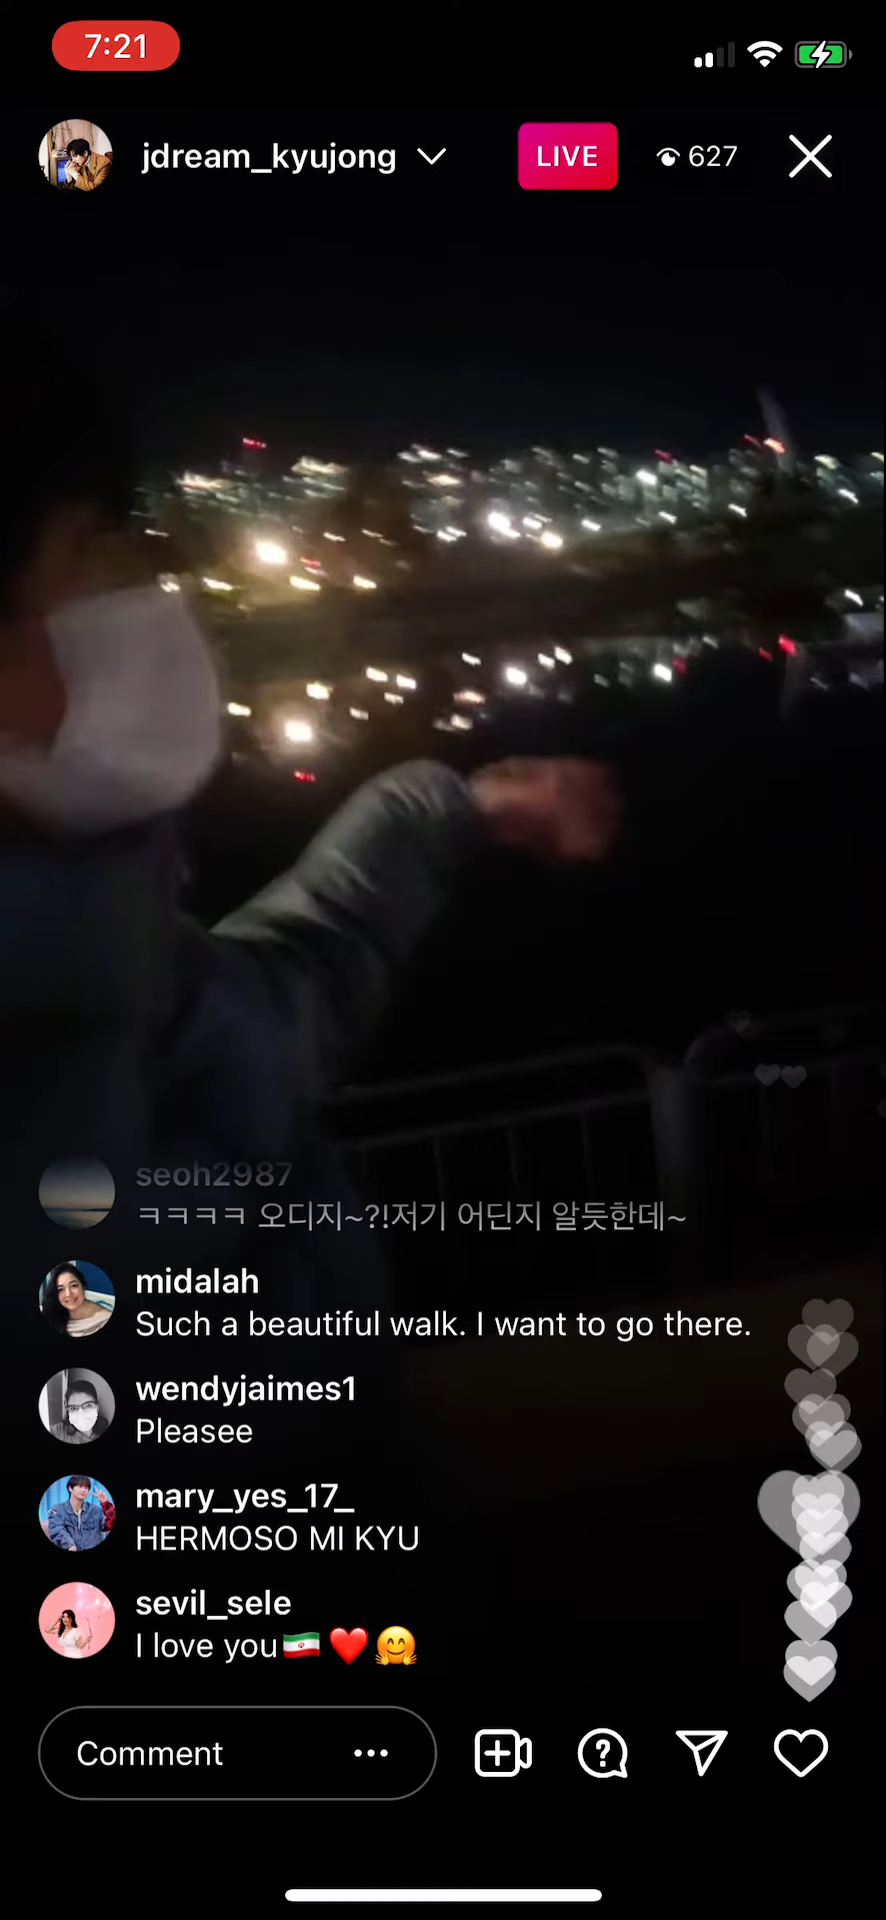 7:21
jdream_kyujong
LIVE
627
seoh2987
ㅋㅋㅋㅋ 오디지~?!저기 어딘지 알듯한데~
midalah
Such a beautiful walk. I want to go there.
wendyjaimes1
Pleasee
mary_yes_17_
HERMOSO MI KYU
sevil_sele
I love you🇮🇷❤️🤗
Comment